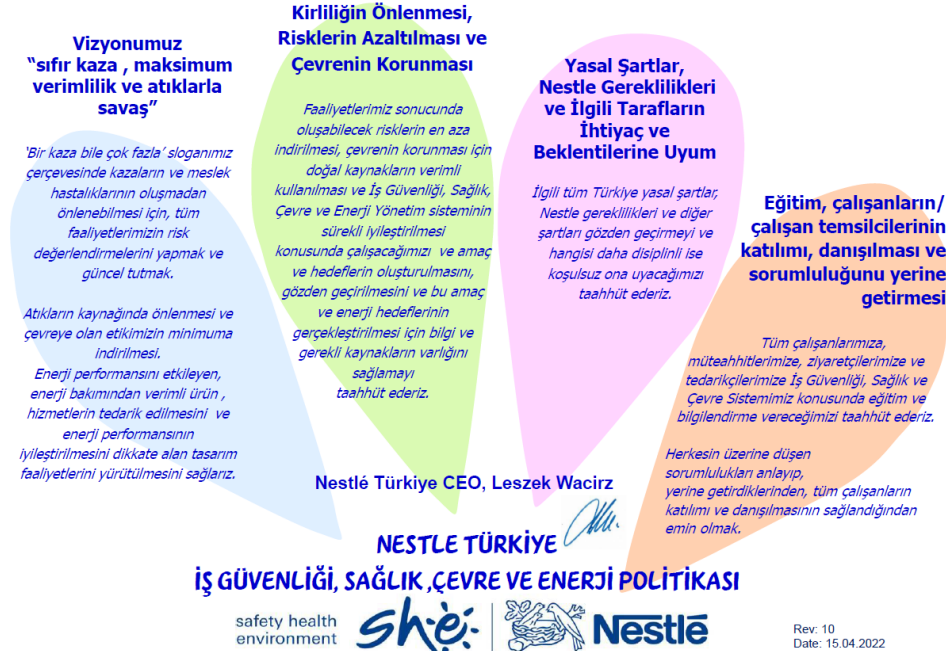 Vizyonumuz
“sıfır kaza , maksimum
verimlilik ve atıklarla
savaş”
‘Bir kaza bile çok fazla’ sloganımız
çerçevesinde kazaların ve meslek
hastalıklarının oluşmadan
önlenebilmesi için, tüm
faaliyetlerimizin risk
değerlendirmelerini yapmak ve
güncel tutmak.
Atıkların kaynağında önlenmesi ve
çevreye olan etikimizin minimuma
indirilmesi.
Enerji performansını etkileyen,
enerji bakımından verimli ürün ,
hizmetlerin tedarik edilmesini ve
enerji performansının
iyileştirilmesini dikkate alan tasarım
faaliyetlerini yürütülmesini sağlarız.
Kirliliğin Önlenmesi,
Risklerin Azaltılması ve
Çevrenin Korunması
Faaliyetlerimiz sonucunda
oluşabilecek risklerin en aza
indirilmesi, çevrenin korunması için
doğal kaynakların verimli
kullanılması ve İş Güvenliği, Sağlık,
Çevre ve Enerji Yönetim sisteminin
sürekli iyileştirilmesi
konusunda çalışacağımızı ve amaç
ve hedeflerin oluşturulmasını,
gözden geçirilmesini ve bu amaç
ve enerji hedeflerinin
gerçekleştirilmesi için bilgi ve
gerekli kaynakların varlığını
sağlamayı
taahhüt ederiz.
Yasal Şartlar,
Nestle Gereklilikleri
ve İlgili Tarafların
İhtiyaç ve
Beklentilerine Uyum
İlgili tüm Türkiye yasal şartlar,
Nestle gereklilikleri ve diğer
şartları gözden geçirmeyi ve
hangisi daha disiplinli ise
koşulsuz ona uyacağımızı
taahhüt ederiz.
Eğitim, çalışanların/
çalışan temsilcilerinin
katılımı, danışılması ve
sorumluluğunu yerine
getirmesi
Tüm çalışanlarımıza,
müteahhitlerimize, ziyaretçilerimize ve
tedarikçilerimize İş Güvenliği, Sağlık ve
Çevre Sistemimiz konusunda eğitim ve
bilgilendirme vereceğimizi taahhüt ederiz.
Herkesin üzerine düşen
sorumlulukları anlayıp,
yerine getirdiklerinden, tüm çalışanların
katılımı ve danışılmasının sağlandığından
emin olmak.
Nestlé Türkiye CEO, Leszek Wacirz
NESTLE TÜRKİYE
İŞ GÜVENLİĞİ, SAĞLIK ,ÇEVRE VE ENERJİ POLİTİKASI
safety health
environment
she
Nestlé
Rev: 10
Date: 15.04.2022